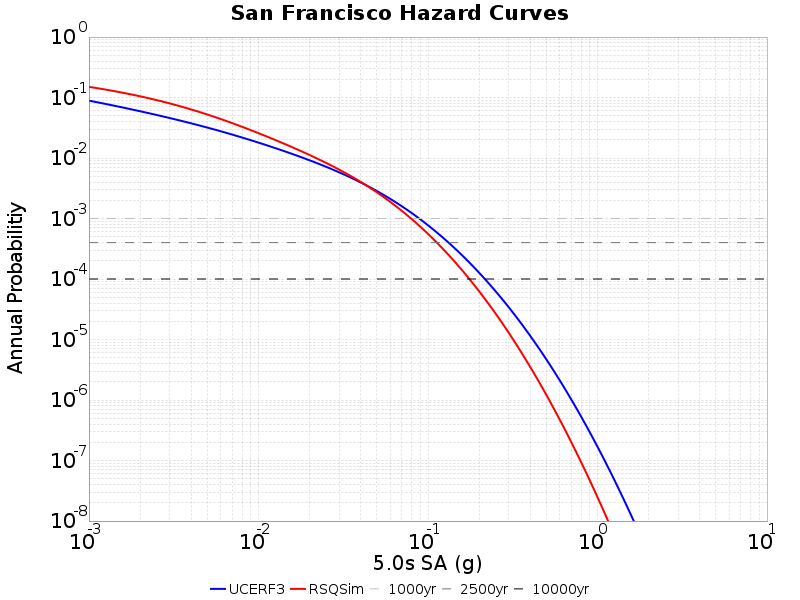 San Francisco Hazard Curves
Annual Probabilitiy
10^0
10^-1
10^-2
10^-3
10^-4
10^-5
10^-6
10^-7
10^-8
10^-3 10^-2 10^-1 10^0 10^1
5.0s SA (g)
UCERF3 RSQSim 1000yr 2500yr 10000yr